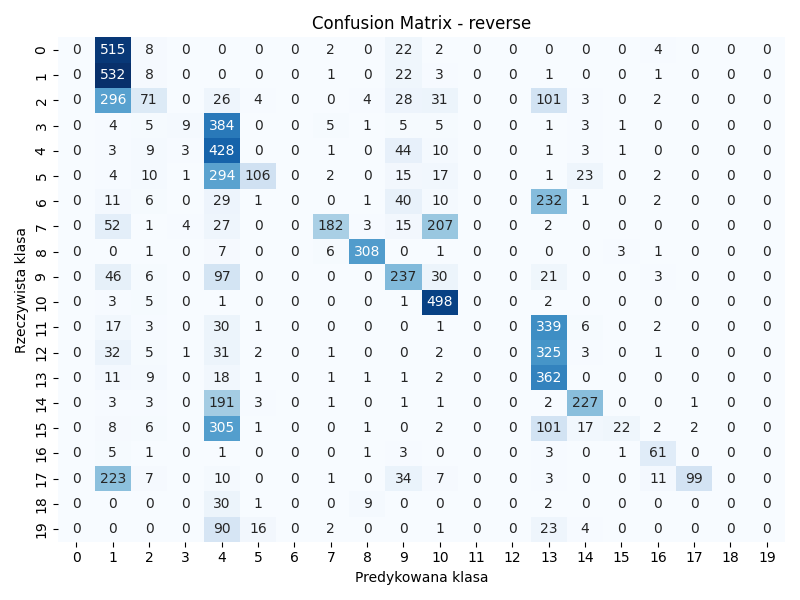 Confusion Matrix - reverse
0 0 515 8 0 0 0 0 2 0 22 2 0 0 0 0 0 4 0 0 0
1 0 532 8 0 0 0 0 1 0 22 3 0 0 1 0 0 1 0 0 0
2 0 296 71 0 26 4 0 0 4 28 31 0 0 101 3 0 2 0 0 0
3 0 4 5 9 384 0 0 5 1 5 5 0 0 1 3 1 0 0 0 0
4 0 3 9 3 428 0 0 1 0 44 10 0 0 1 3 1 0 0 0 0
5 0 4 10 1 294 106 0 2 0 15 17 0 0 1 23 0 2 0 0 0
6 0 11 6 0 29 1 0 0 1 40 10 0 0 232 1 0 2 0 0 0
7 0 52 1 4 27 0 0 182 3 15 207 0 0 2 0 0 0 0 0 0
8 0 0 1 0 7 0 0 6 308 0 1 0 0 0 0 3 1 0 0 0
9 0 46 6 0 97 0 0 0 0 237 30 0 0 21 0 0 3 0 0 0
10 0 3 5 0 1 0 0 0 0 1 498 0 0 2 0 0 0 0 0 0
11 0 17 3 0 30 1 0 0 0 0 1 0 0 339 6 0 2 0 0 0
12 0 32 5 1 31 2 0 1 0 0 2 0 0 325 3 0 1 0 0 0
13 0 11 9 0 18 1 0 1 1 1 2 0 0 362 0 0 0 0 0 0
14 0 3 3 0 191 3 0 1 0 1 1 0 0 2 227 0 0 1 0 0
15 0 8 6 0 305 1 0 0 1 0 2 0 0 101 17 22 2 2 0 0
16 0 5 1 0 1 0 0 0 1 3 0 0 0 3 0 1 61 0 0 0
17 0 223 7 0 10 0 0 1 0 34 7 0 0 3 0 0 11 99 0 0
18 0 0 0 0 30 1 0 0 9 0 0 0 0 2 0 0 0 0 0 0
19 0 0 0 0 90 16 0 2 0 0 1 0 0 23 4 0 0 0 0 0
0 1 2 3 4 5 6 7 8 9 10 11 12 13 14 15 16 17 18 19
Rzeczywista klasa
Predykowana klasa